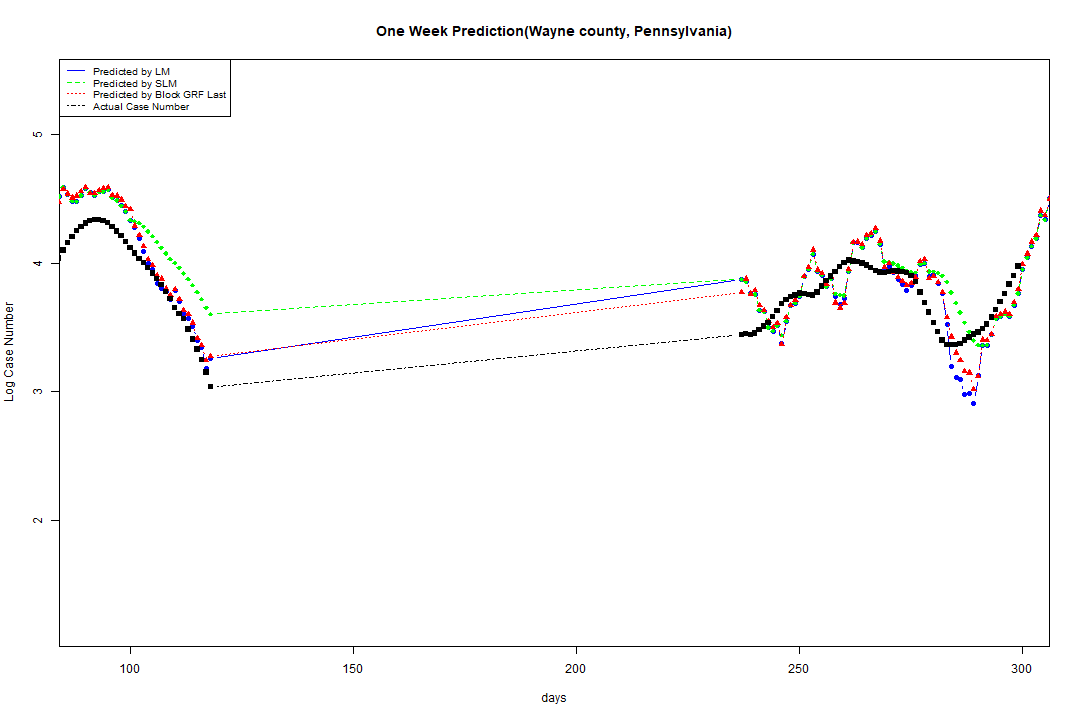 One Week Prediction(Wayne county, Pennsylvania)
Predicted by LM
Predicted by SLM
Predicted by Block GRF Last
Actual Case Number
Log Case Number
5
4
3
2
100
150
200
250
300
days